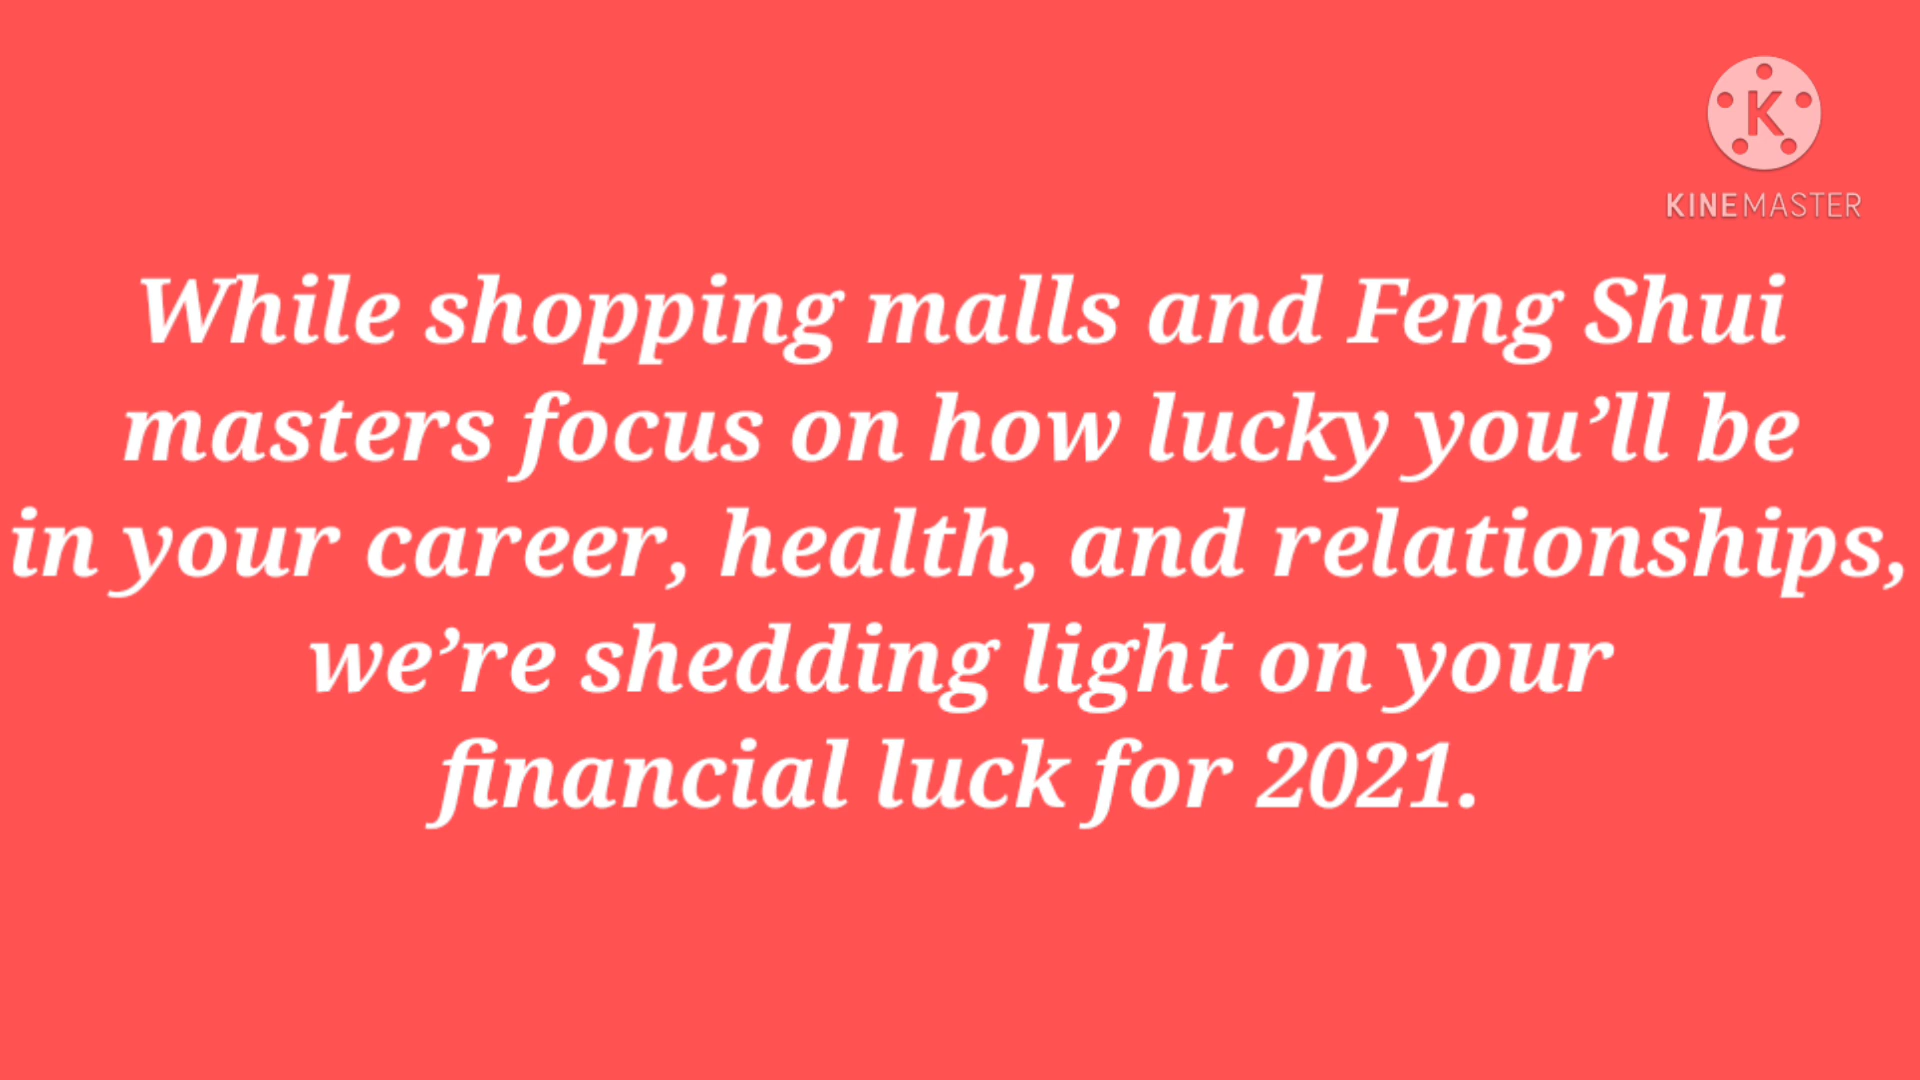 K
KINEMASTER
While shopping malls and Feng Shui
masters focus on how lucky you’ll be
in your career, health, and relationships,
we’re shedding light on your
financial luck for 2021.